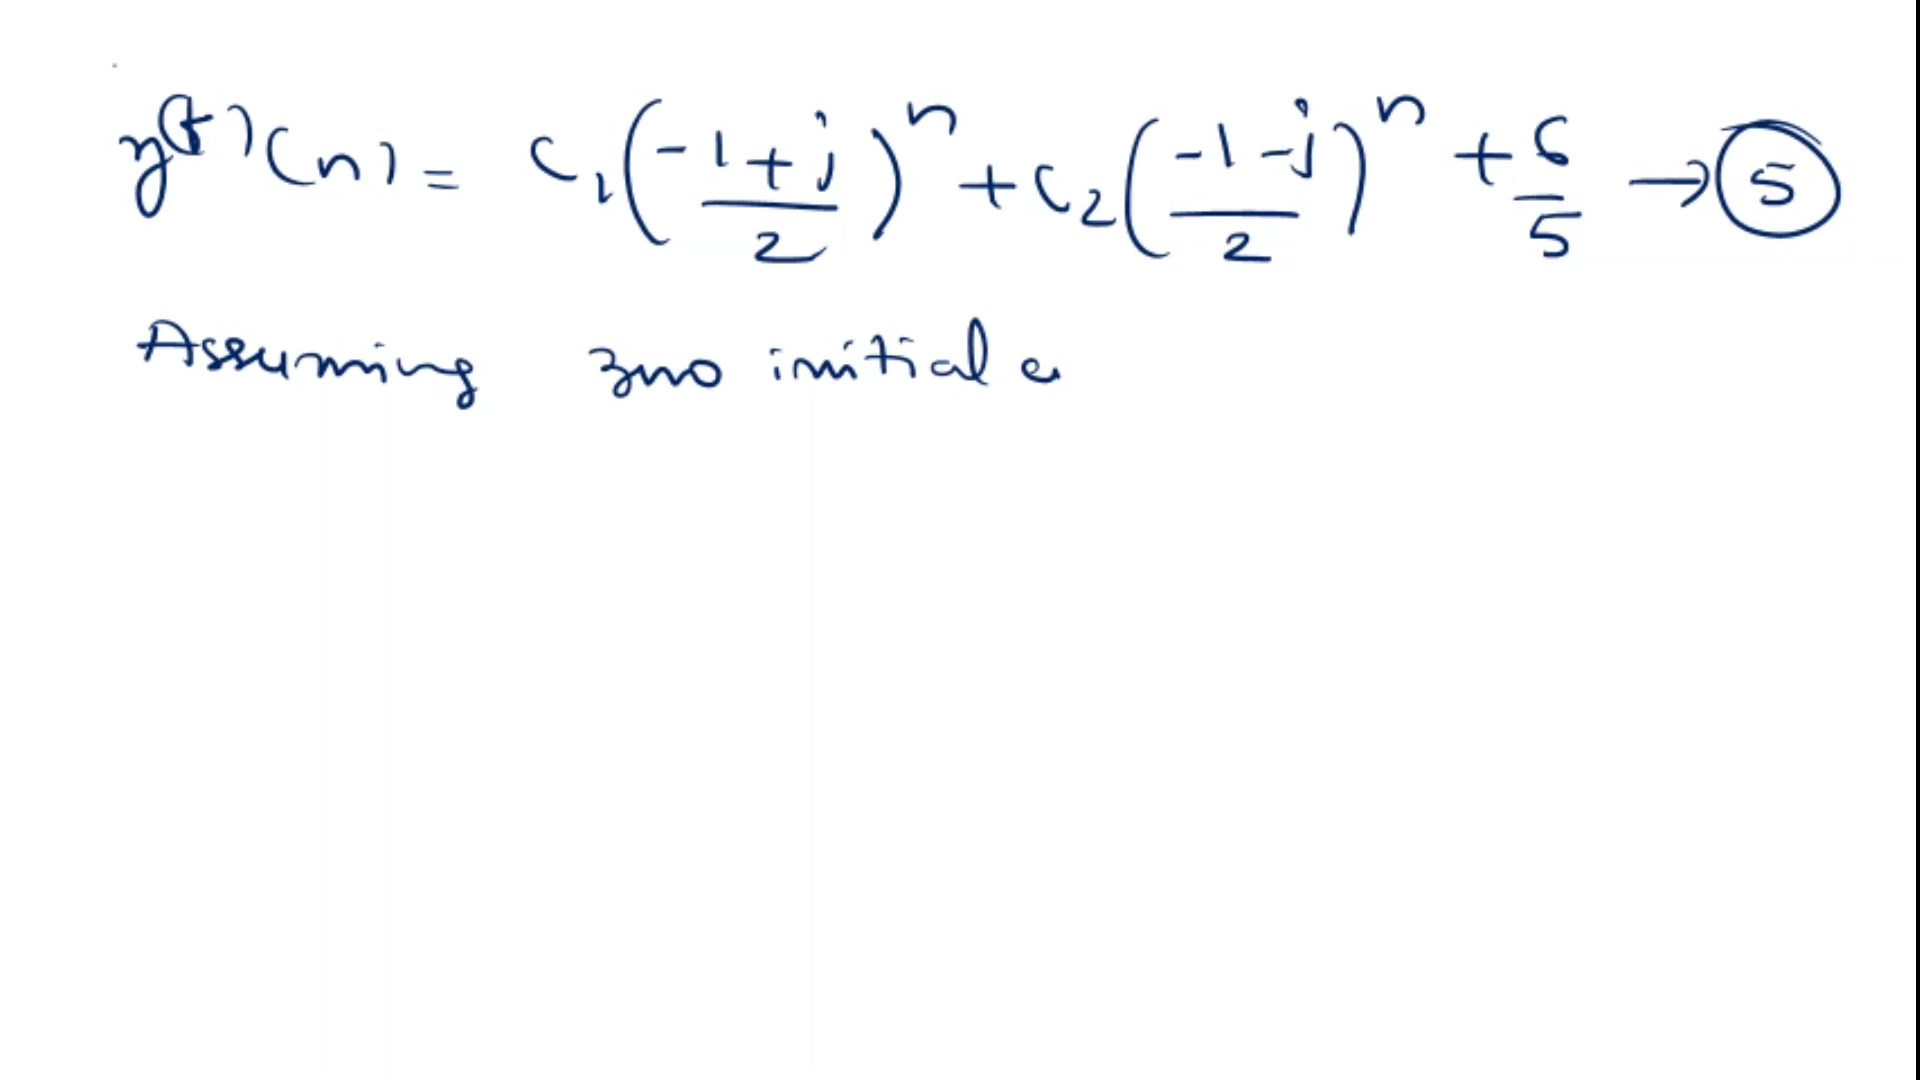 y^(f)(n) = c₁((-1+j)/2)^n + c₂((-1-j)/2)^n + 6/5 → ⑤
Assuming zero initial c